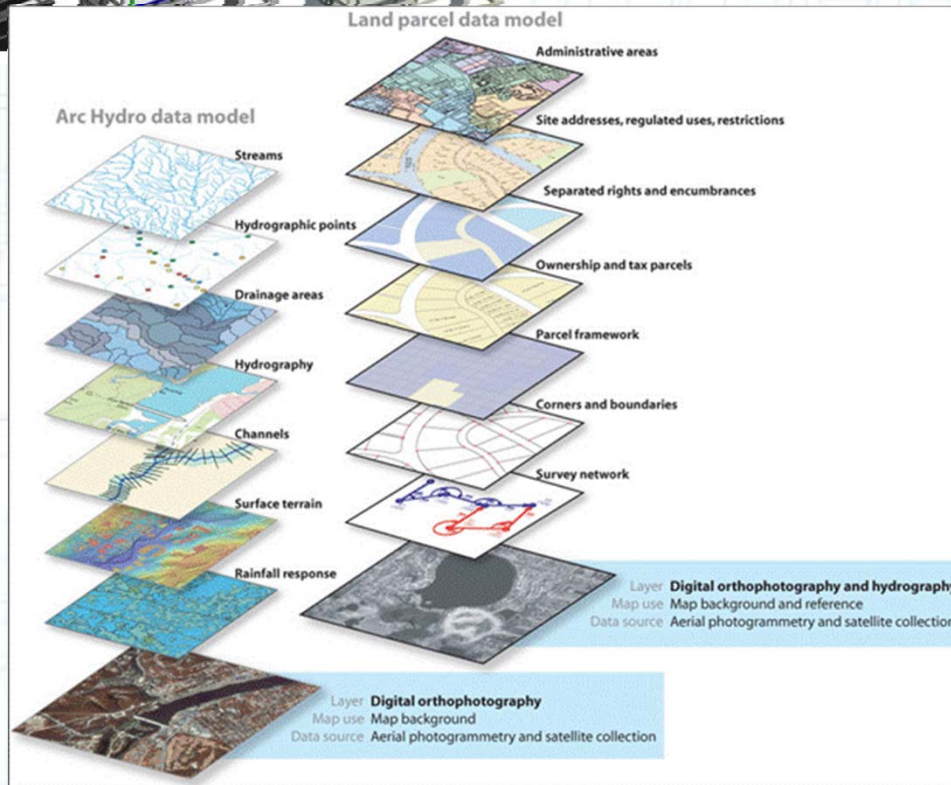 Land parcel data model
Administrative areas
Site addresses, regulated uses, restrictions
Separated rights and encumbrances
Ownership and tax parcels
Parcel framework
Corners and boundaries
Survey network
Layer Digital orthophotography and hydrography
Map use Map background and reference
Data source Aerial photogrammetry and satellite collection
Arc Hydro data model
Streams
Hydrographic points
Drainage areas
Hydrography
Channels
Surface terrain
Rainfall response
Layer Digital orthophotography
Map use Map background
Data source Aerial photogrammetry and satellite collection